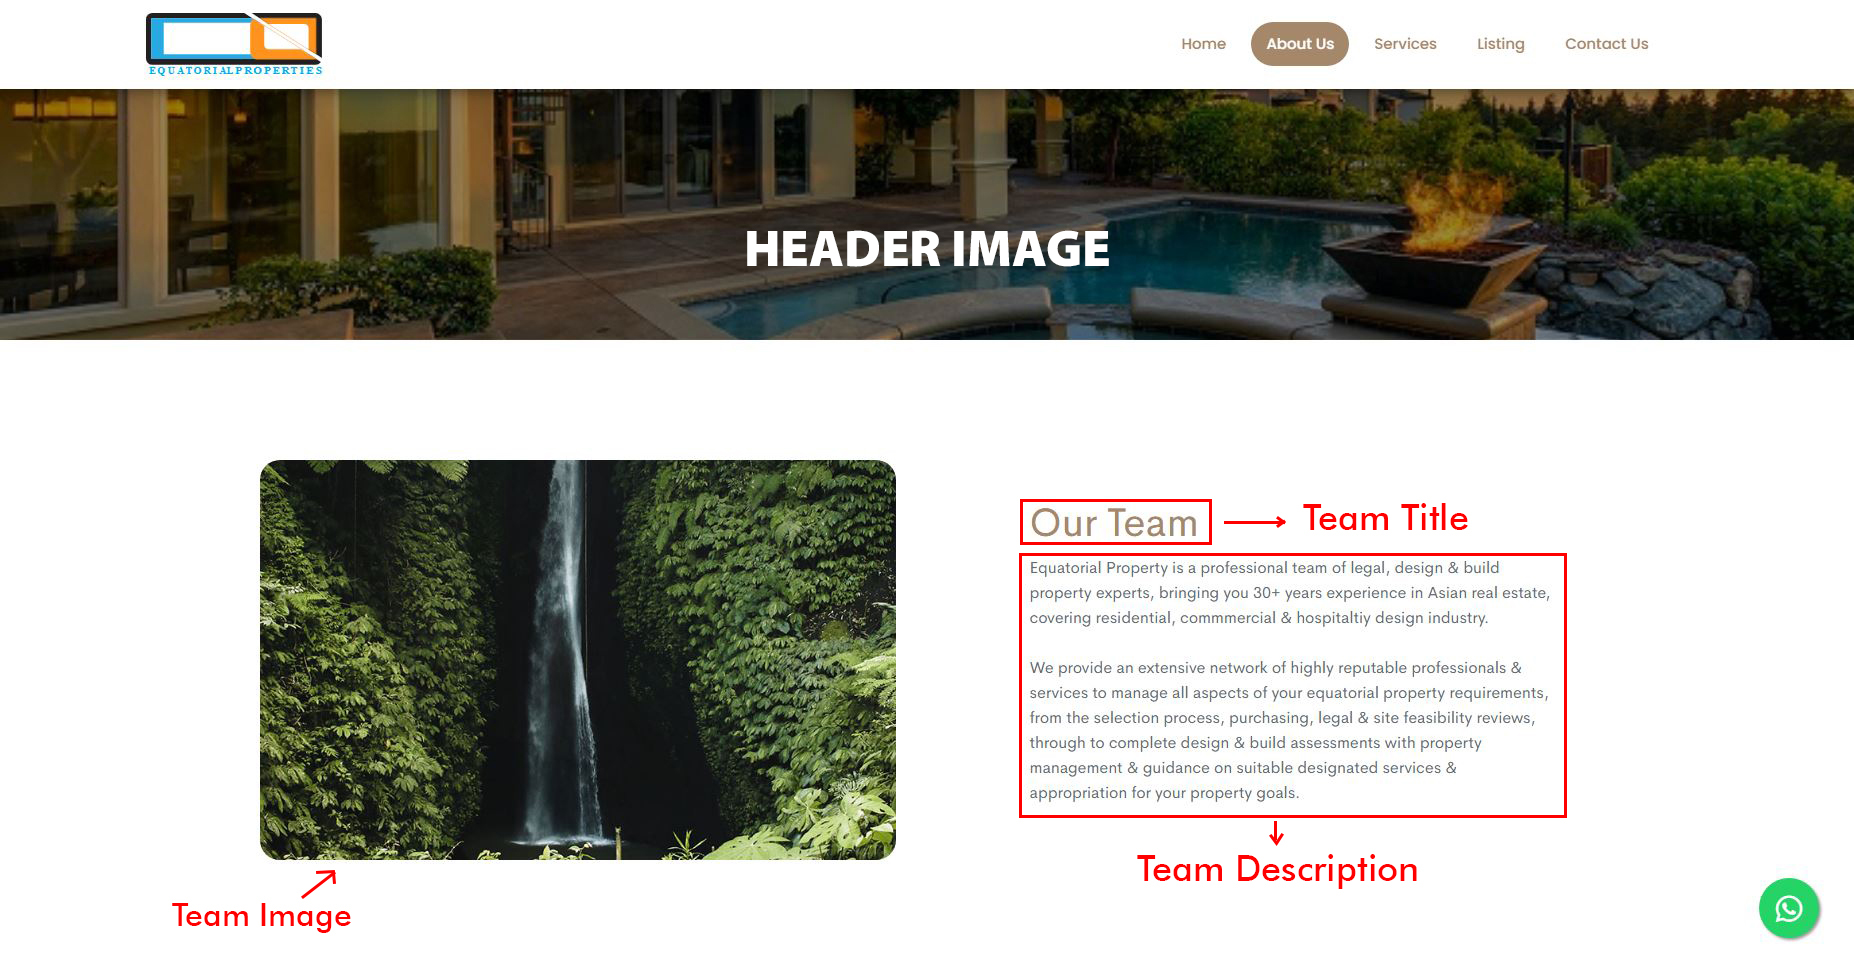 EQUATORIALPROPERTIES
Home
About Us
Services
Listing
Contact Us
HEADER IMAGE
Our Team
Team Title
Equatorial Property is a professional team of legal, design & build
property experts, bringing you 30+ years experience in Asian real estate,
covering residential, commmercial & hospitaltiy design industry.
We provide an extensive network of highly reputable professionals &
services to manage all aspects of your equatorial property requirements,
from the selection process, purchasing, legal & site feasibility reviews,
through to complete design & build assessments with property
management & guidance on suitable designated services &
appropriation for your property goals.
Team Description
Team Image